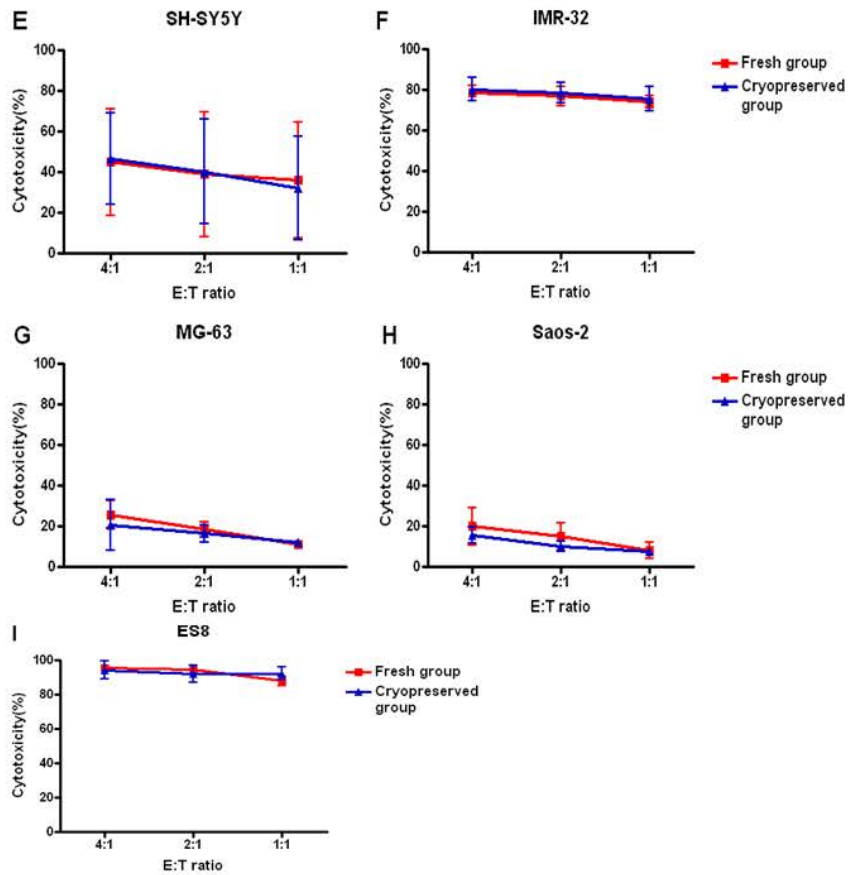 E
SH-SY5Y
100
80
60
40
20
0
Cytotoxicity(%)
4:1 2:1 1:1
E:T ratio
F
IMR-32
100
80
60
40
20
0
Cytotoxicity(%)
4:1 2:1 1:1
E:T ratio
Fresh group
Cryopreserved
group
G
MG-63
100
80
60
40
20
0
Cytotoxicity(%)
4:1 2:1 1:1
E:T ratio
H
Saos-2
100
80
60
40
20
0
Cytotoxicity(%)
4:1 2:1 1:1
E:T ratio
Fresh group
Cryopreserved
group
I
ES8
100
80
60
40
20
0
Cytotoxicity(%)
4:1 2:1 1:1
E:T ratio
Fresh group
Cryopreserved
group